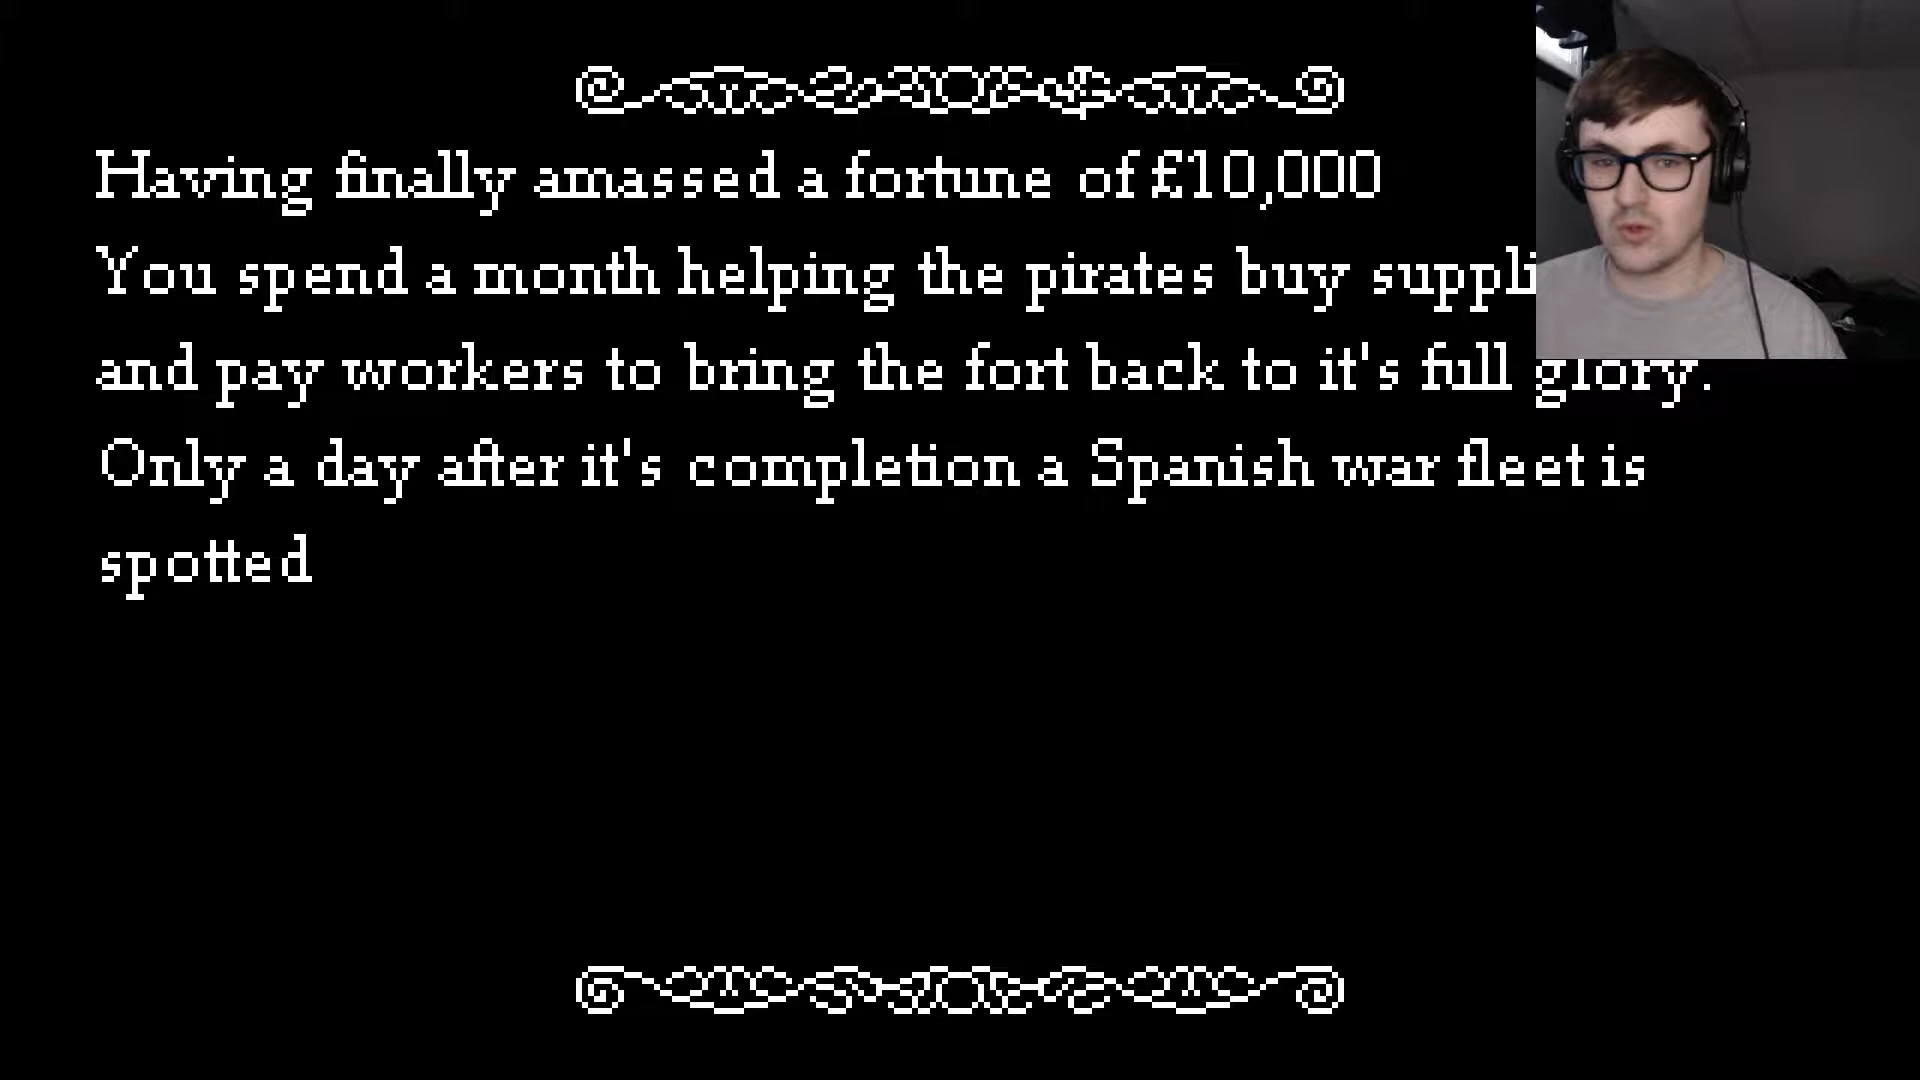 Having finally amassed a fortune of £10,000
You spend a month helping the pirates buy
and pay workers to bring the fort back to it's full glory.
Only a day after it's completion a Spanish war fleet is
spotted